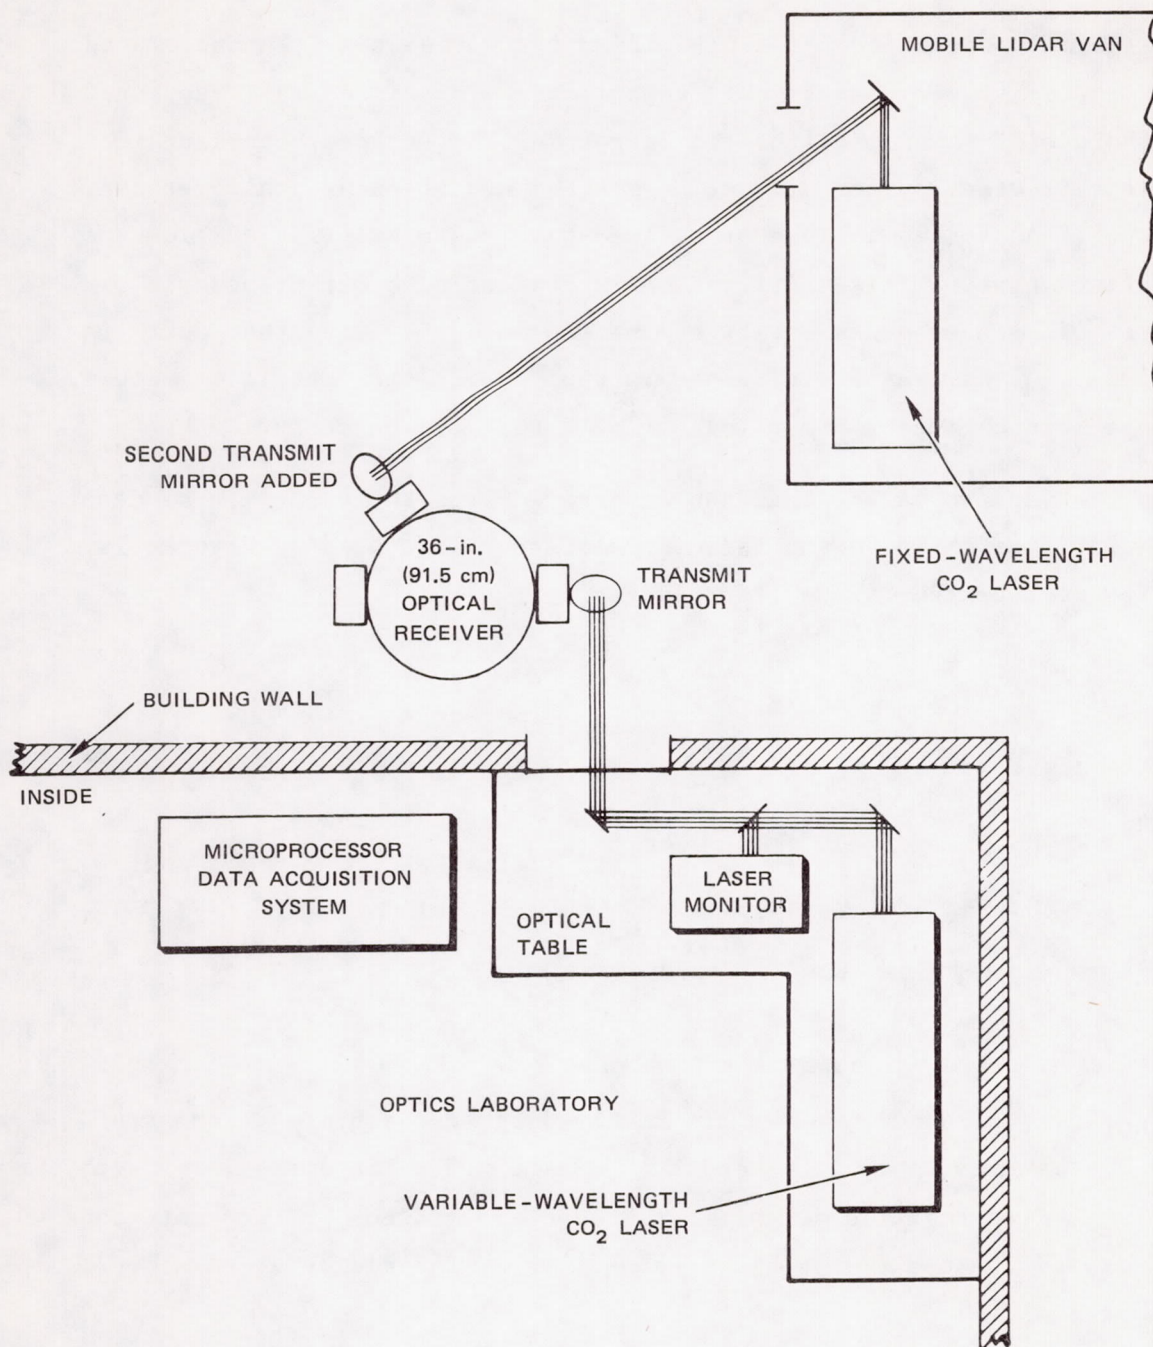 MOBILE LIDAR VAN
SECOND TRANSMIT
MIRROR ADDED
36-in.
(91.5 cm)
OPTICAL
RECEIVER
TRANSMIT
MIRROR
FIXED-WAVELENGTH
CO₂ LASER
BUILDING WALL
INSIDE
MICROPROCESSOR
DATA ACQUISITION
SYSTEM
LASER
MONITOR
OPTICAL
TABLE
OPTICS LABORATORY
VARIABLE-WAVELENGTH
CO₂ LASER